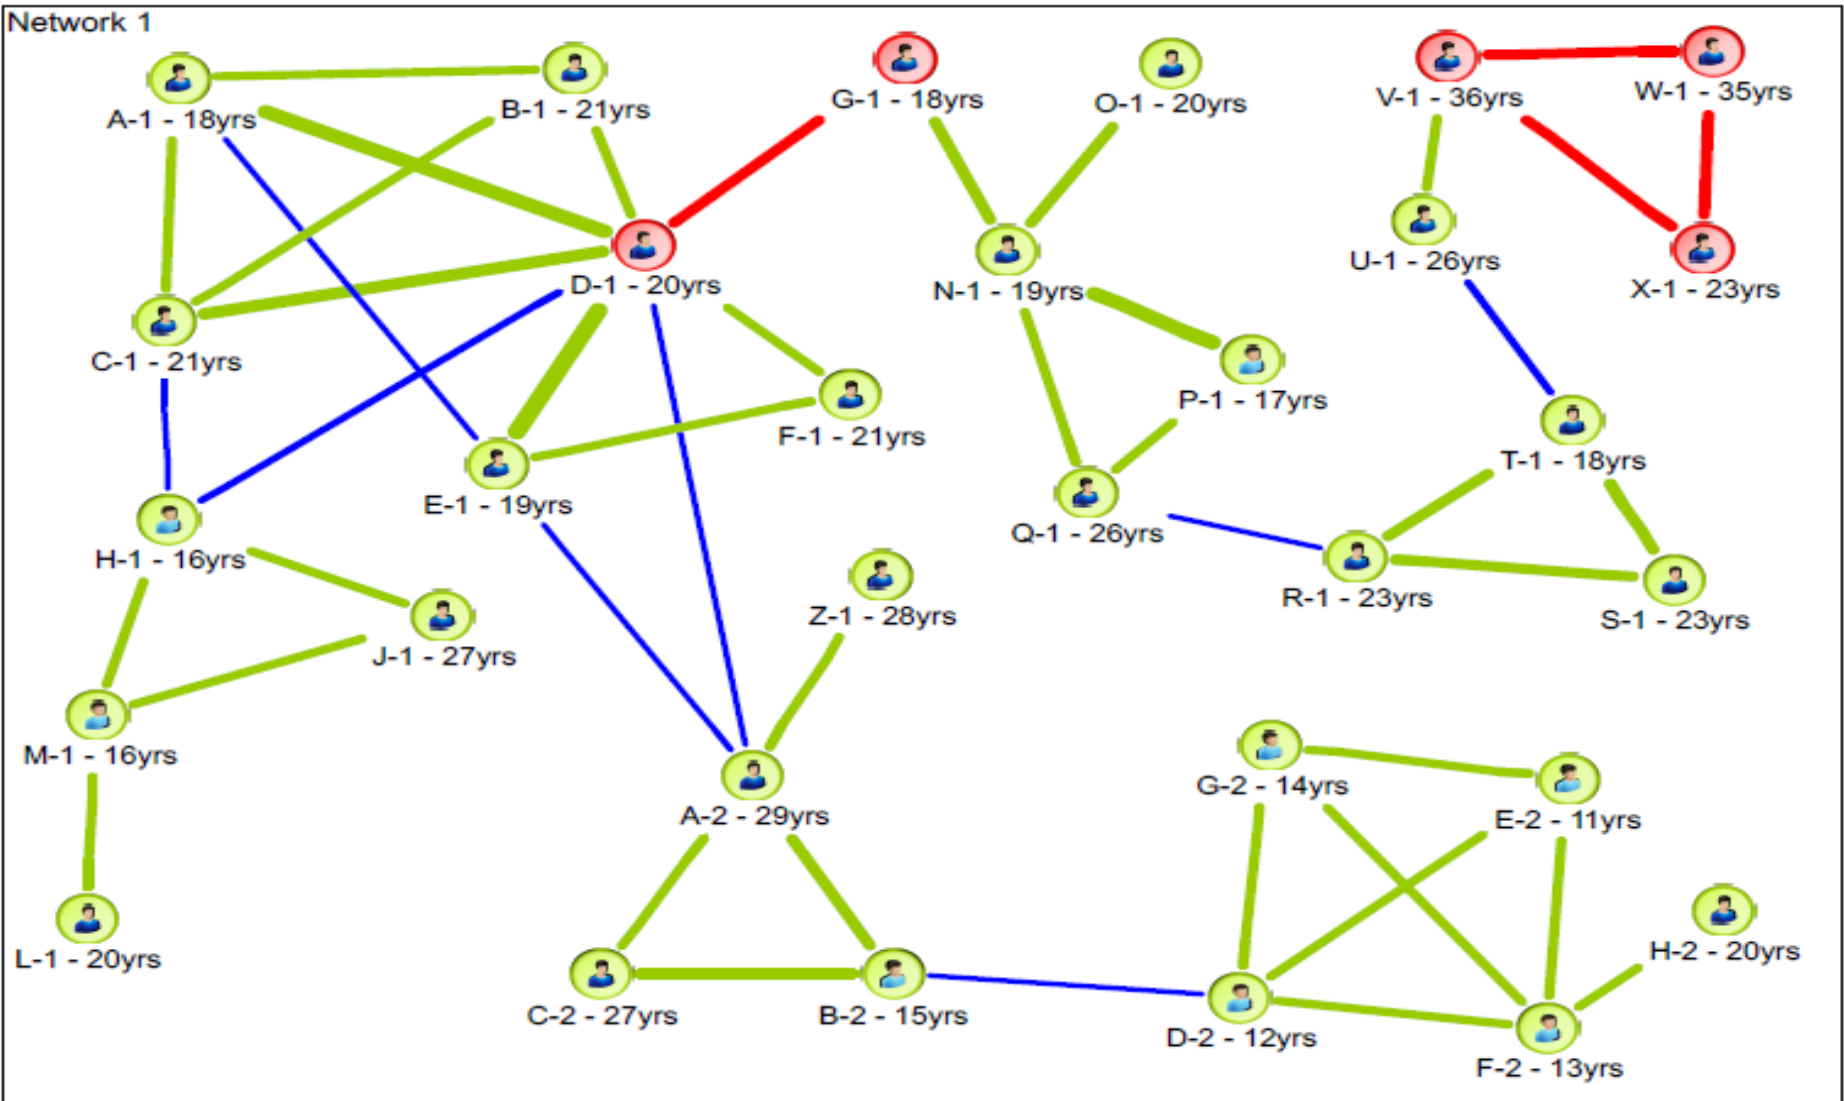 Network 1
A-1 - 18yrs
B-1 - 21yrs
G-1 - 18yrs
O-1 - 20yrs
V-1 - 36yrs
W-1 - 35yrs
D-1 - 20yrs
N-1 - 19yrs
U-1 - 26yrs
X-1 - 23yrs
C-1 - 21yrs
P-1 - 17yrs
F-1 - 21yrs
T-1 - 18yrs
E-1 - 19yrs
Q-1 - 26yrs
H-1 - 16yrs
R-1 - 23yrs
Z-1 - 28yrs
S-1 - 23yrs
J-1 - 27yrs
M-1 - 16yrs
G-2 - 14yrs
A-2 - 29yrs
E-2 - 11yrs
L-1 - 20yrs
H-2 - 20yrs
C-2 - 27yrs
B-2 - 15yrs
D-2 - 12yrs
F-2 - 13yrs